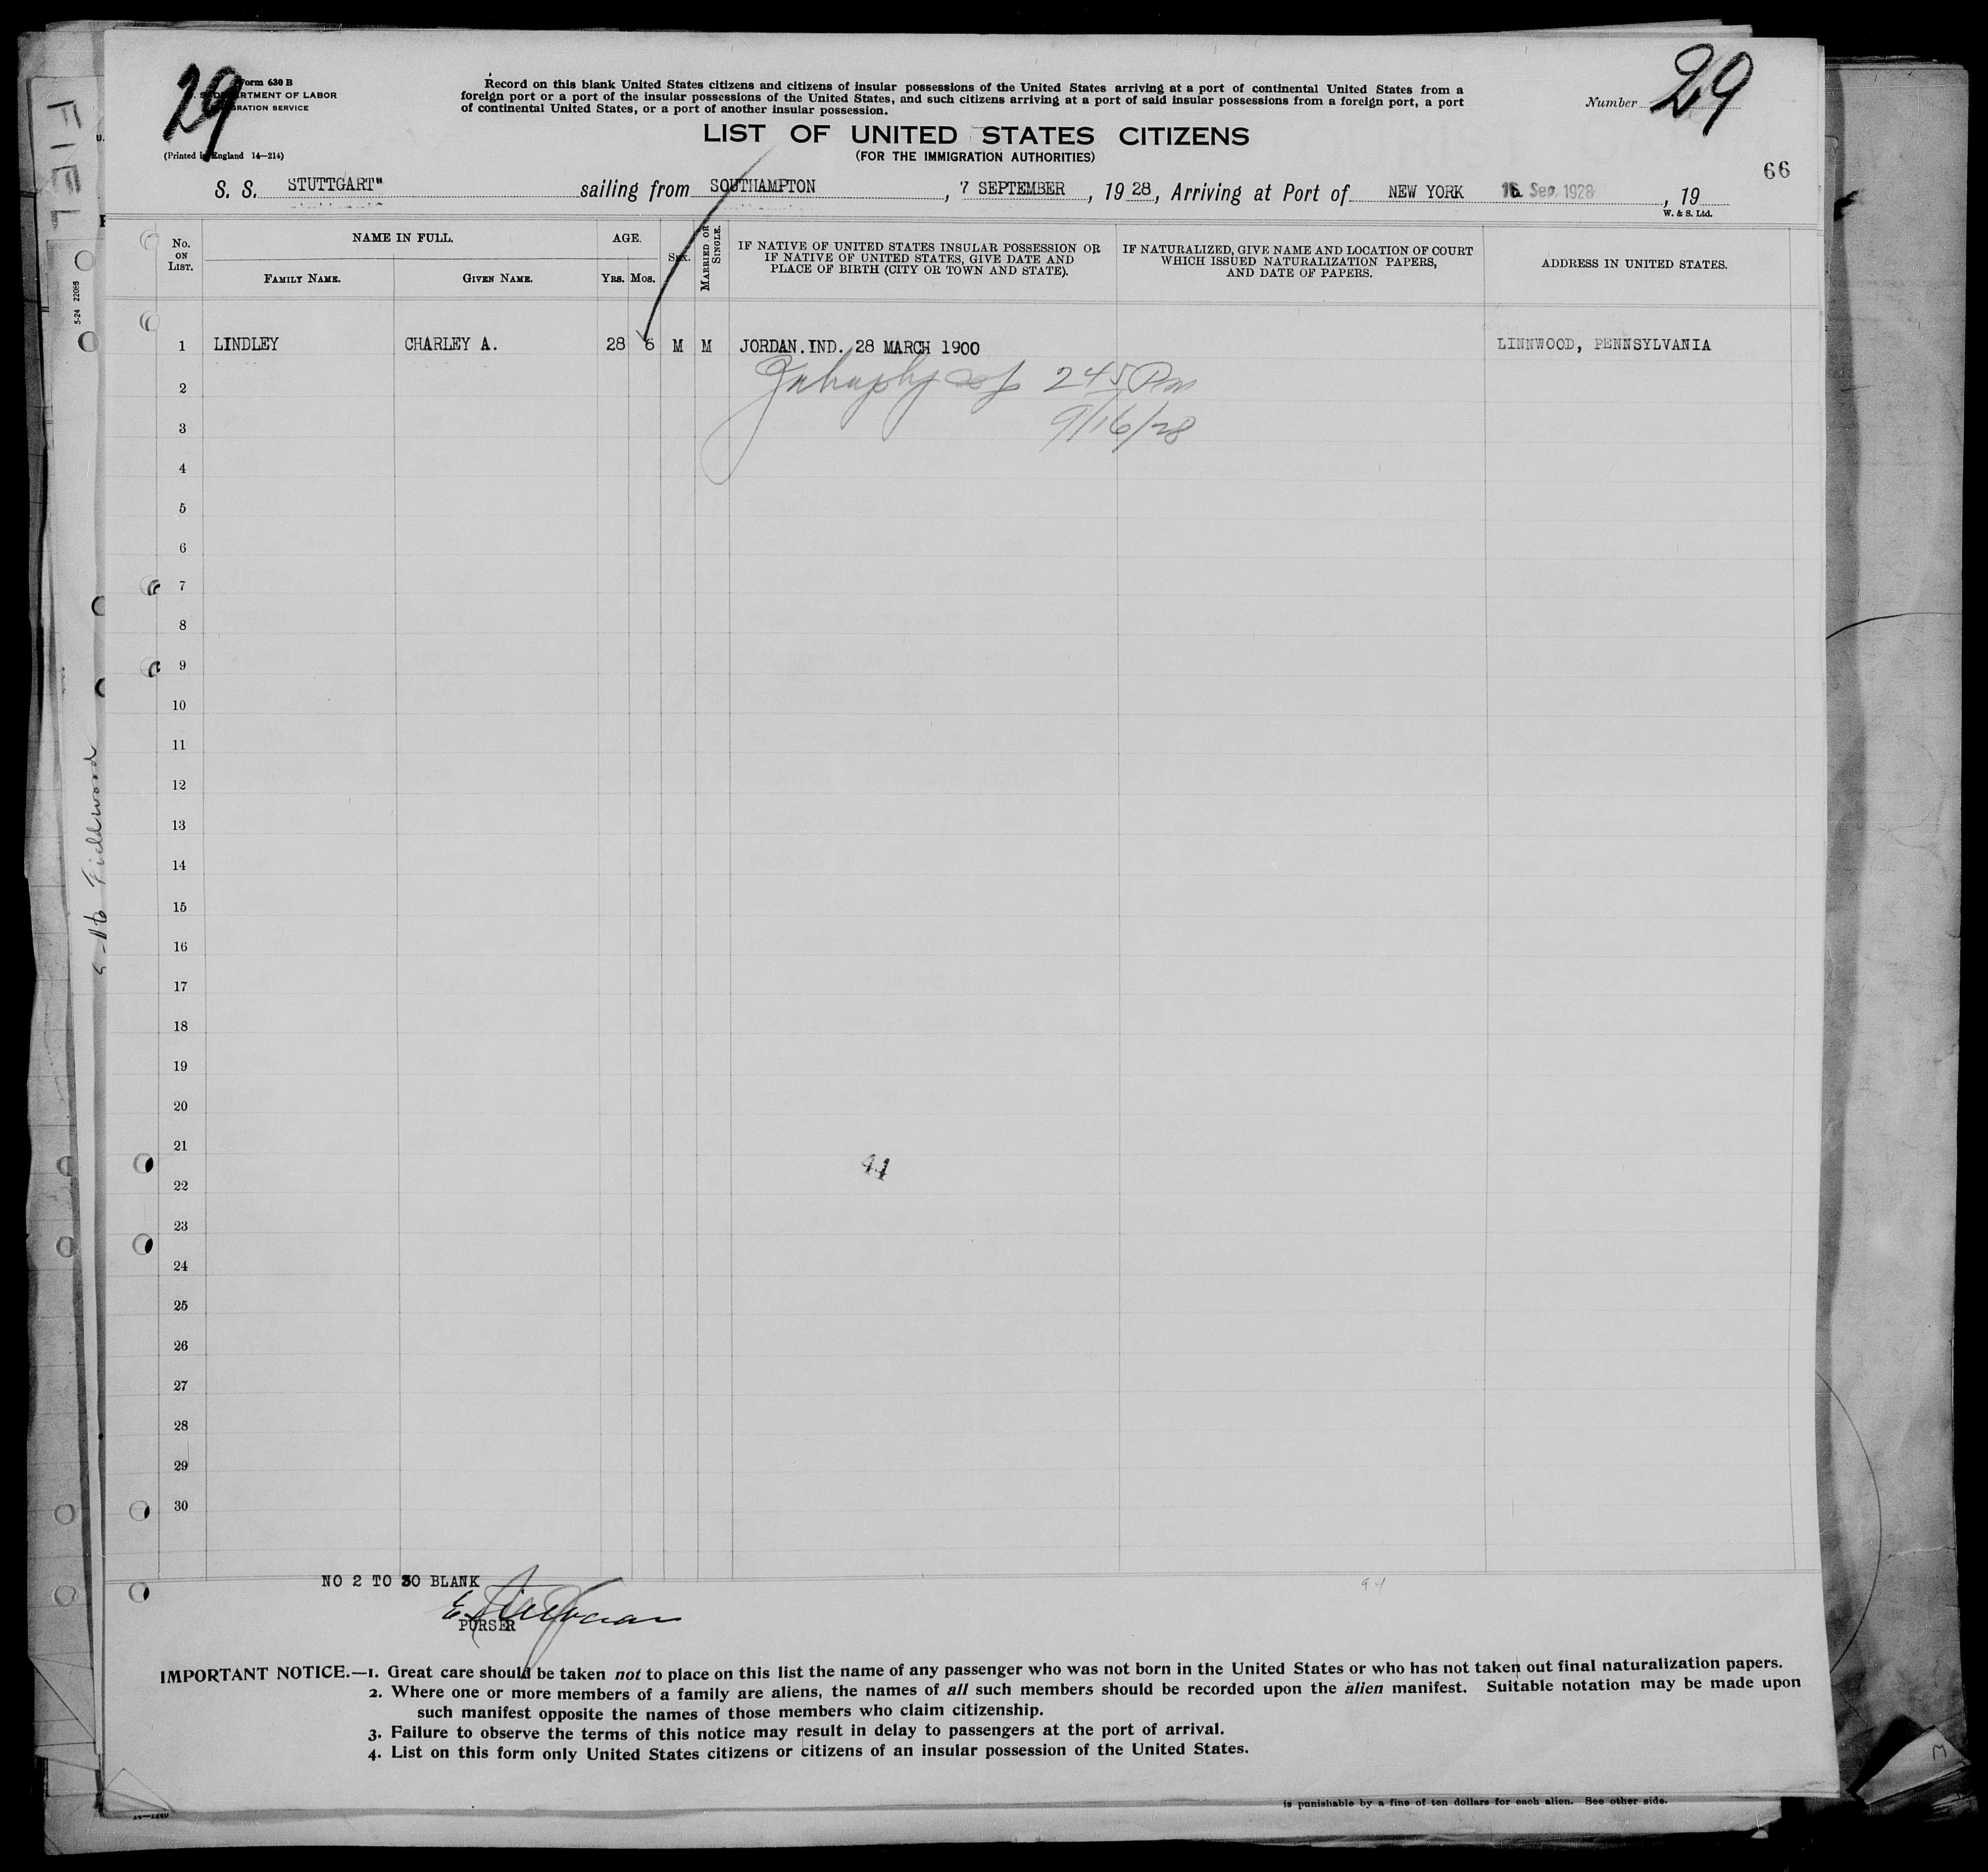 29
Form 630 B
RTMENT OF LABOR
GRATION SERVICE
(Printed in England 14—214)
Record on this blank United States citizens and citizens of insular possessions of the United States arriving at a port of continental United States from a
foreign port or a port of the insular possessions of the United States, and such citizens arriving at a port of said insular possessions from a foreign port, a port
of continental United States, or a port of another insular possession.
Number 29
LIST OF UNITED STATES CITIZENS
(FOR THE IMMIGRATION AUTHORITIES)
66
S. S. STUTTGART" sailing from SOUTHAMPTON, 7 SEPTEMBER, 1928, Arriving at Port of NEW YORK Sep. 1928, 19
W. & S. Ltd.
No. ON LIST.
NAME IN FULL.
FAMILY NAME.
GIVEN NAME.
AGE.
YRS. MOS.
SEX.
MARRIED OR SINGLE.
IF NATIVE OF UNITED STATES INSULAR POSSESSION OR
IF NATIVE OF UNITED STATES, GIVE DATE AND
PLACE OF BIRTH (CITY OR TOWN AND STATE).
IF NATURALIZED, GIVE NAME AND LOCATION OF COURT
WHICH ISSUED NATURALIZATION PAPERS,
AND DATE OF PAPERS.
ADDRESS IN UNITED STATES.
1 LINDLEY CHARLEY A. 28 6 M M JORDAN.IND. 28 MARCH 1900 LINNWOOD, PENNSYLVANIA
2 245 Pm
3 9/16/28
4
5
6
7
8
9
10
11
12
13
14
15
16
17
18
19
20
21
44
22
23
24
25
26
27
28
29
30
NO 2 TO 30 BLANK
PURSER
IMPORTANT NOTICE.—1. Great care should be taken not to place on this list the name of any passenger who was not born in the United States or who has not taken out final naturalization papers.
2. Where one or more members of a family are aliens, the names of all such members should be recorded upon the alien manifest. Suitable notation may be made upon
such manifest opposite the names of those members who claim citizenship.
3. Failure to observe the terms of this notice may result in delay to passengers at the port of arrival.
4. List on this form only United States citizens or citizens of an insular possession of the United States.
is punishable by a fine of ten dollars for each alien. See other side.
FIEL
5-24 22085
Fieldwood
M